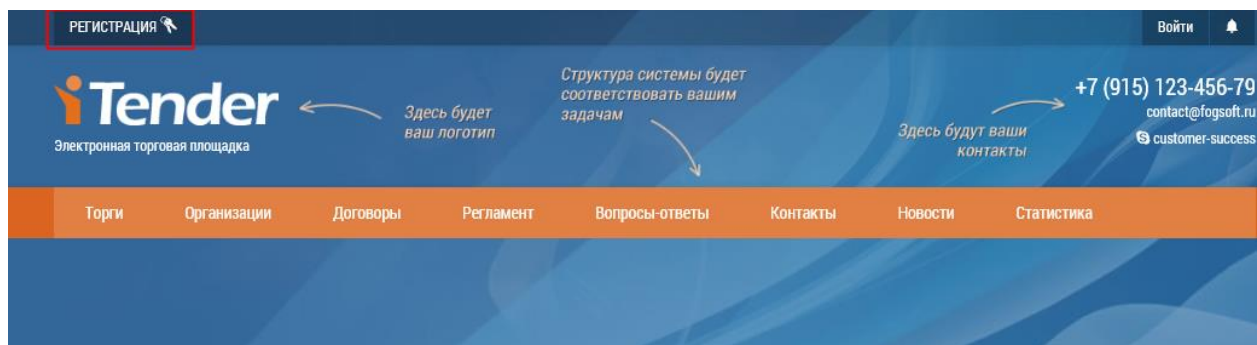 РЕГИСТРАЦИЯ
Войти
iTender
Электронная торговая площадка
Здесь будет
ваш логотип
Структура системы будет
соответствовать вашим
задачам
Здесь будут ваши
контакты
+7 (915) 123-456-79
contact@fogsoft.ru
customer-success
Торги Организации Договоры Регламент Вопросы-ответы Контакты Новости Статистика